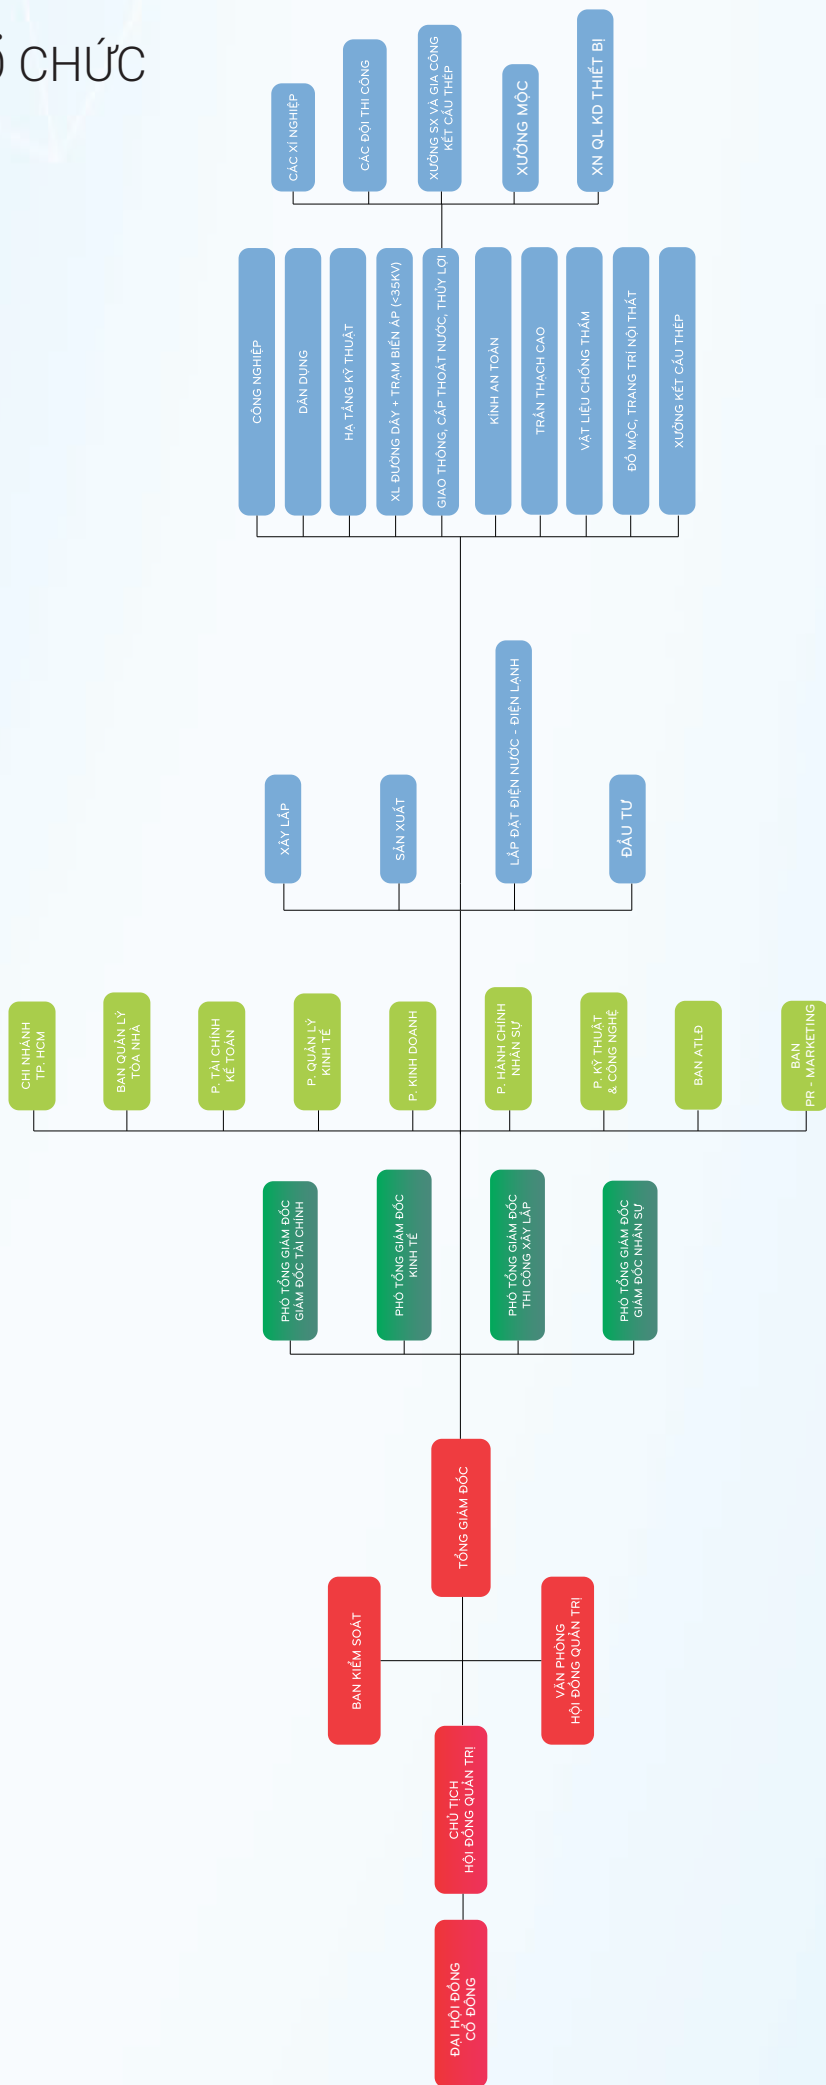 CHỨC
ĐẠI HỘI ĐỒNG
CỔ ĐÔNG
CHỦ TỊCH
HỘI ĐỒNG QUẢN TRỊ
BAN KIỂM SOÁT
VĂN PHÒNG
HỘI ĐỒNG QUẢN TRỊ
TỔNG GIÁM ĐỐC
PHÓ TỔNG GIÁM ĐỐC
GIÁM ĐỐC TÀI CHÍNH
PHÓ TỔNG GIÁM ĐỐC
KINH TẾ
PHÓ TỔNG GIÁM ĐỐC
THI CÔNG XÂY LẮP
PHÓ TỔNG GIÁM ĐỐC
GIÁM ĐỐC NHÂN SỰ
CHI NHÁNH
TP. HCM
BAN QUẢN LÝ
TÒA NHÀ
P. TÀI CHÍNH
KẾ TOÁN
P. QUẢN LÝ
KINH TẾ
P. KINH DOANH
P. HÀNH CHÍNH
NHÂN SỰ
P. KỸ THUẬT
& CÔNG NGHỆ
BAN ATLĐ
BAN
PR - MARKETING
XÂY LẮP
SẢN XUẤT
LẮP ĐẶT ĐIỆN NƯỚC - ĐIỆN LẠNH
ĐẦU TƯ
CÔNG NGHIỆP
DÂN DỤNG
HẠ TẦNG KỸ THUẬT
XL ĐƯỜNG DÂY + TRẠM BIẾN ÁP (<35KV)
GIAO THÔNG, CẤP THOÁT NƯỚC, THỦY LỢI
KÍNH AN TOÀN
TRẦN THẠCH CAO
VẬT LIỆU CHỐNG THẤM
ĐỒ MỘC, TRANG TRÍ NỘI THẤT
XƯỞNG KẾT CẤU THÉP
CÁC XÍ NGHIỆP
CÁC ĐỘI THI CÔNG
XƯỞNG SX VÀ GIA CÔNG
KẾT CẤU THÉP
XƯỞNG MỘC
XN QL KD THIẾT BỊ